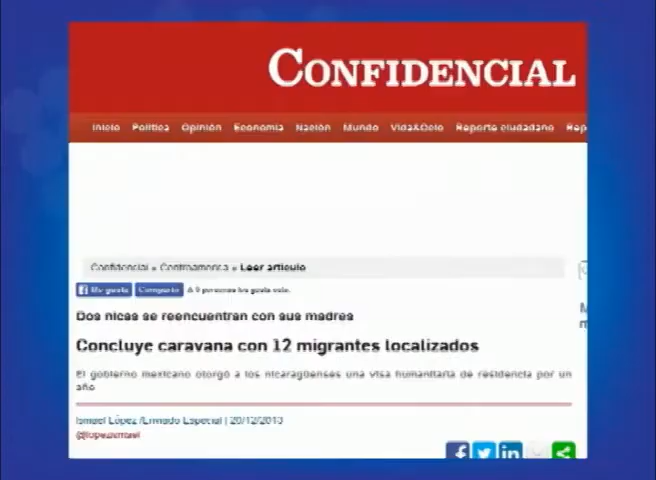 CONFIDENCIAL
Inicio Política Opinión Economía Nación Mundo Vida&Ocio Reporte ciudadano Rep
Confidencial » Centroamérica » Leer artículo
Me gusta Compartir A 9 personas les gusta esto.
Dos nicas se reencuentran con sus madres
Concluye caravana con 12 migrantes localizados
El gobierno mexicano otorgó a los nicaragüenses una visa humanitaria de residencia por un
año
Ismael López /Enviado Especial | 20/12/2013